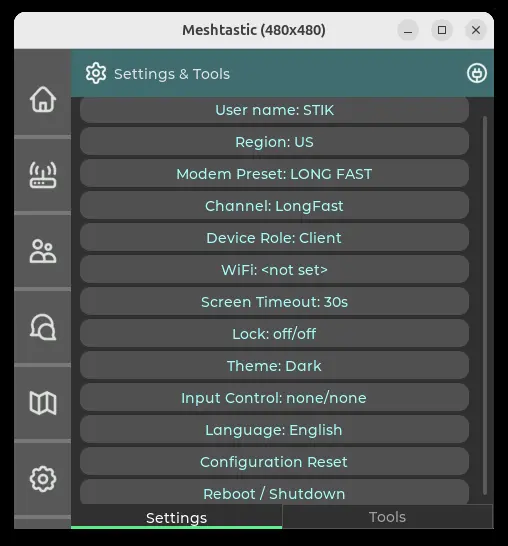 Meshtastic (480x480)
Settings & Tools
User name: STIK
Region: US
Modem Preset: LONG FAST
Channel: LongFast
Device Role: Client
WiFi: <not set>
Screen Timeout: 30s
Lock: off/off
Theme: Dark
Input Control: none/none
Language: English
Configuration Reset
Reboot / Shutdown
Settings
Tools